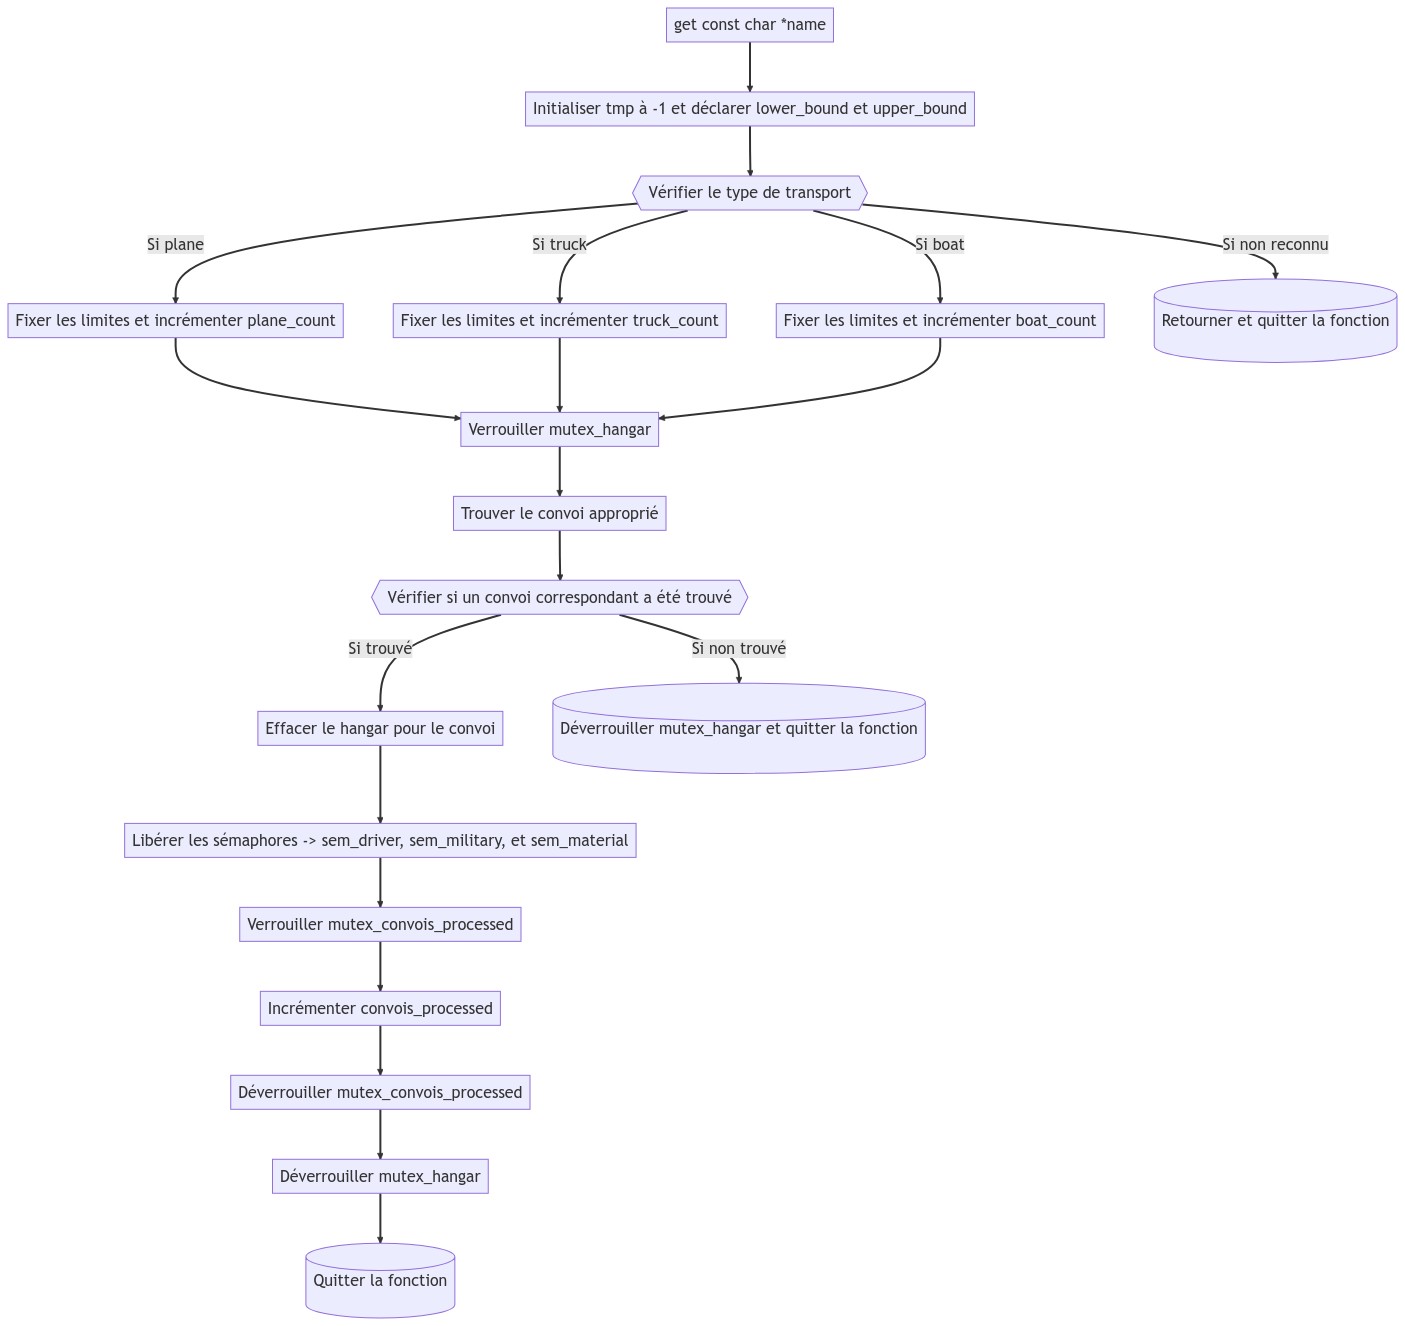 get const char *name
Initialiser tmp à -1 et déclarer lower_bound et upper_bound
Vérifier le type de transport
Si plane
Si truck
Si boat
Si non reconnu
Fixer les limites et incrémenter plane_count
Fixer les limites et incrémenter truck_count
Fixer les limites et incrémenter boat_count
Retourner et quitter la fonction
Verrouiller mutex_hangar
Trouver le convoi approprié
Vérifier si un convoi correspondant a été trouvé
Si trouvé
Si non trouvé
Effacer le hangar pour le convoi
Déverrouiller mutex_hangar et quitter la fonction
Libérer les sémaphores -> sem_driver, sem_military, et sem_material
Verrouiller mutex_convois_processed
Incrémenter convois_processed
Déverrouiller mutex_convois_processed
Déverrouiller mutex_hangar
Quitter la fonction